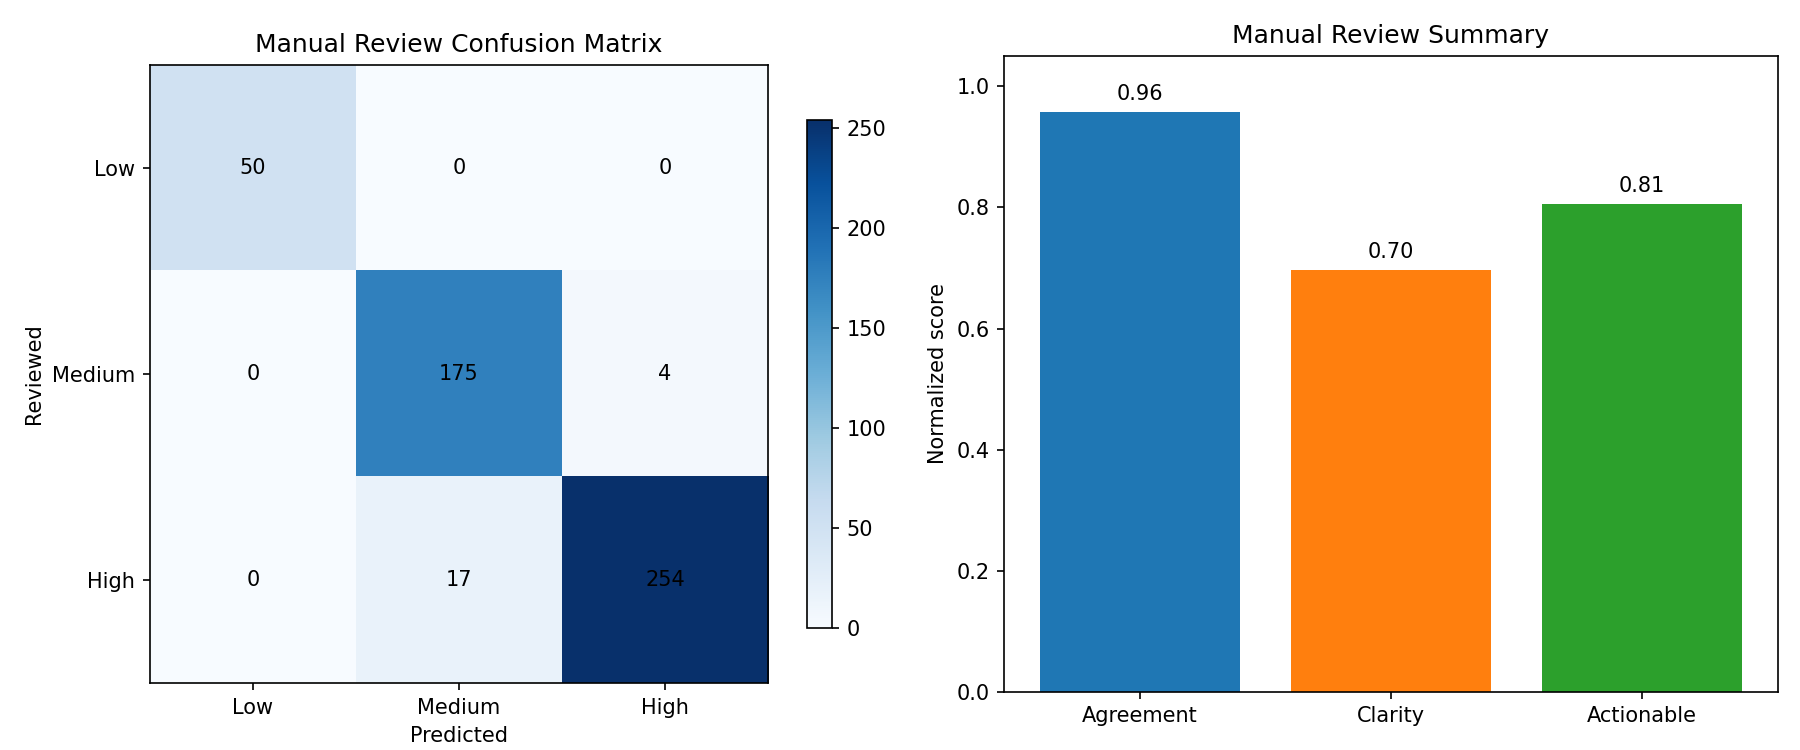 Manual Review Confusion Matrix
Reviewed
Low
Medium
High
50 0 0
0 175 4
0 17 254
Low Medium High
Predicted
250
200
150
100
50
0
Manual Review Summary
Normalized score
1.0
0.8
0.6
0.4
0.2
0.0
0.96
0.70
0.81
Agreement Clarity Actionable